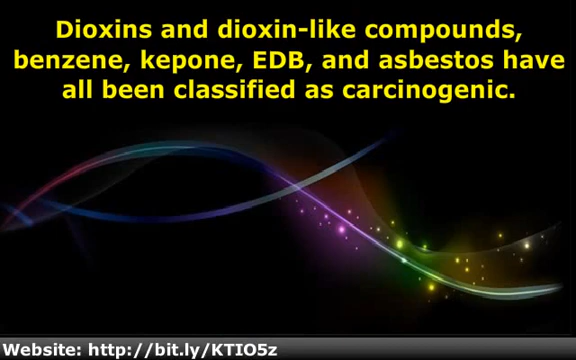 Dioxins and dioxin-like compounds,
benzene, kepone, EDB, and asbestos have
all been classified as carcinogenic.
Website: http://bit.ly/KTIO5z